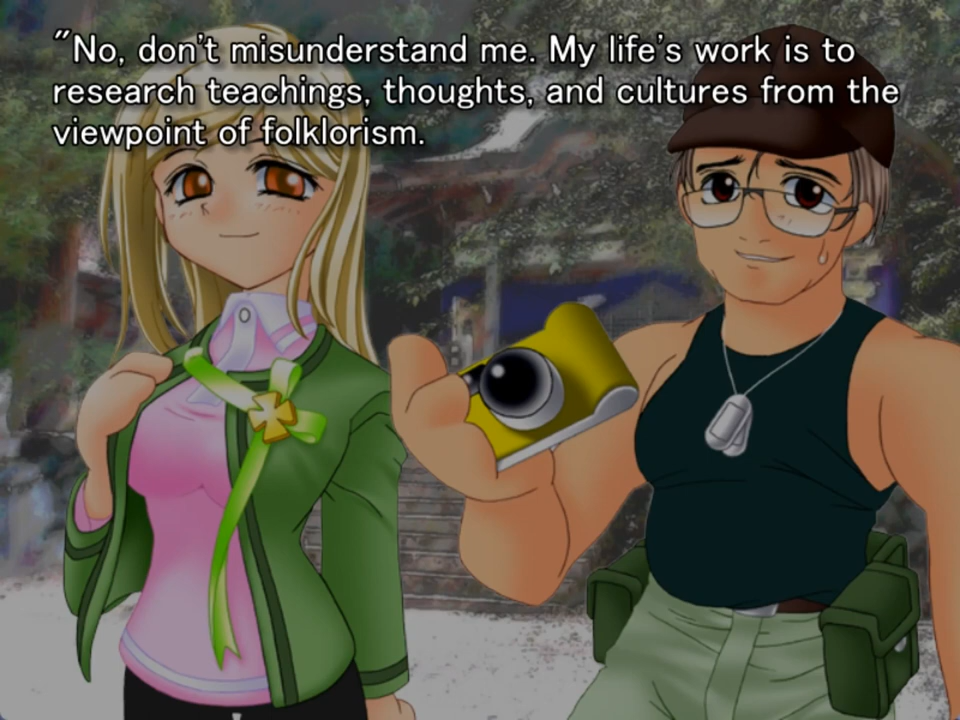 "No, don't misunderstand me. My life's work is to
research teachings, thoughts, and cultures from the
viewpoint of folklorism.